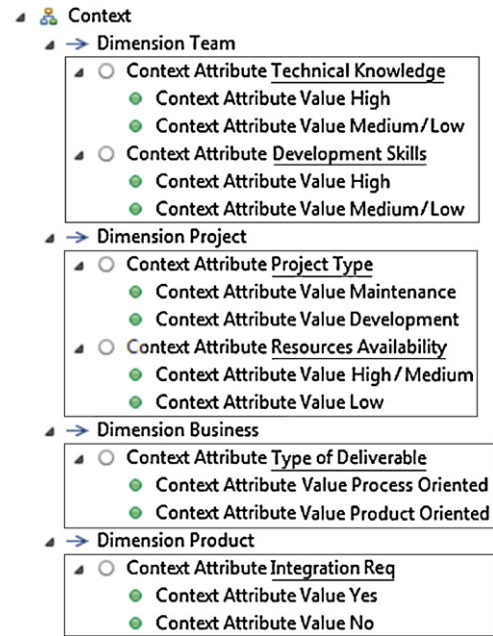 Context
Dimension Team
Context Attribute Technical Knowledge
Context Attribute Value High
Context Attribute Value Medium/Low
Context Attribute Development Skills
Context Attribute Value High
Context Attribute Value Medium/Low
Dimension Project
Context Attribute Project Type
Context Attribute Value Maintenance
Context Attribute Value Development
Context Attribute Resources Availability
Context Attribute Value High/Medium
Context Attribute Value Low
Dimension Business
Context Attribute Type of Deliverable
Context Attribute Value Process Oriented
Context Attribute Value Product Oriented
Dimension Product
Context Attribute Integration Req
Context Attribute Value Yes
Context Attribute Value No